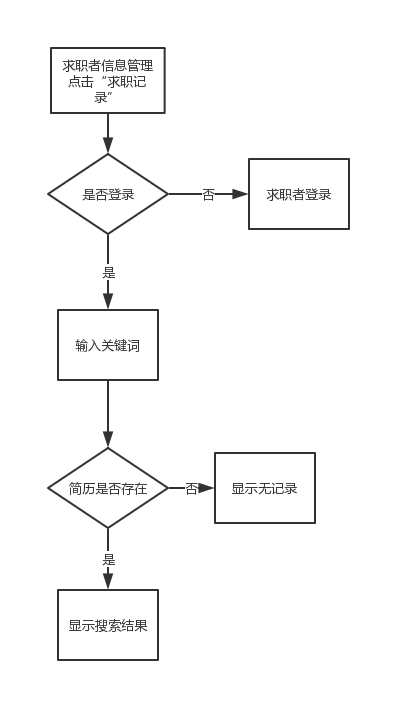 求职者信息管理
点击“求职记
录”
是否登录
否
求职者登录
是
输入关键词
简历是否存在
否
显示无记录
是
显示搜索结果